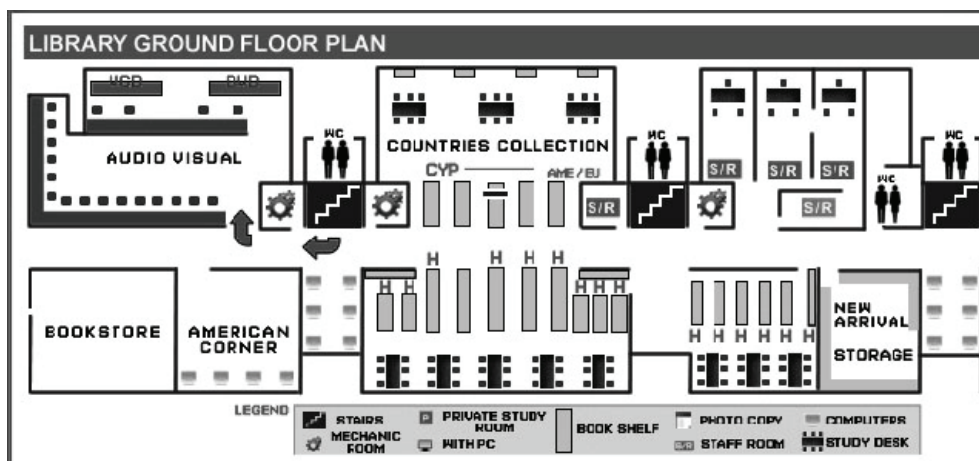 LIBRARY GROUND FLOOR PLAN
VCD
DVD
AUDIO VISUAL
WC
COUNTRIES COLLECTION
CYP
AME / EU
WC
S/R
S/R
S/R
S/R
S/R
WC
WC
H
H
H
H
H
H
H
H
H
H
BOOKSTORE
AMERICAN
CORNER
H
H
H
H
H
H
NEW
ARRIVAL
STORAGE
LEGEND
STAIRS
MECHANIC
ROOM
P
PRIVATE STUDY
ROOM
WITH PC
BOOK SHELF
PHOTO COPY
S/R
STAFF ROOM
COMPUTERS
STUDY DESK